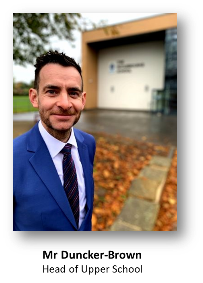 Mr Duncker-Brown
Head of Upper School